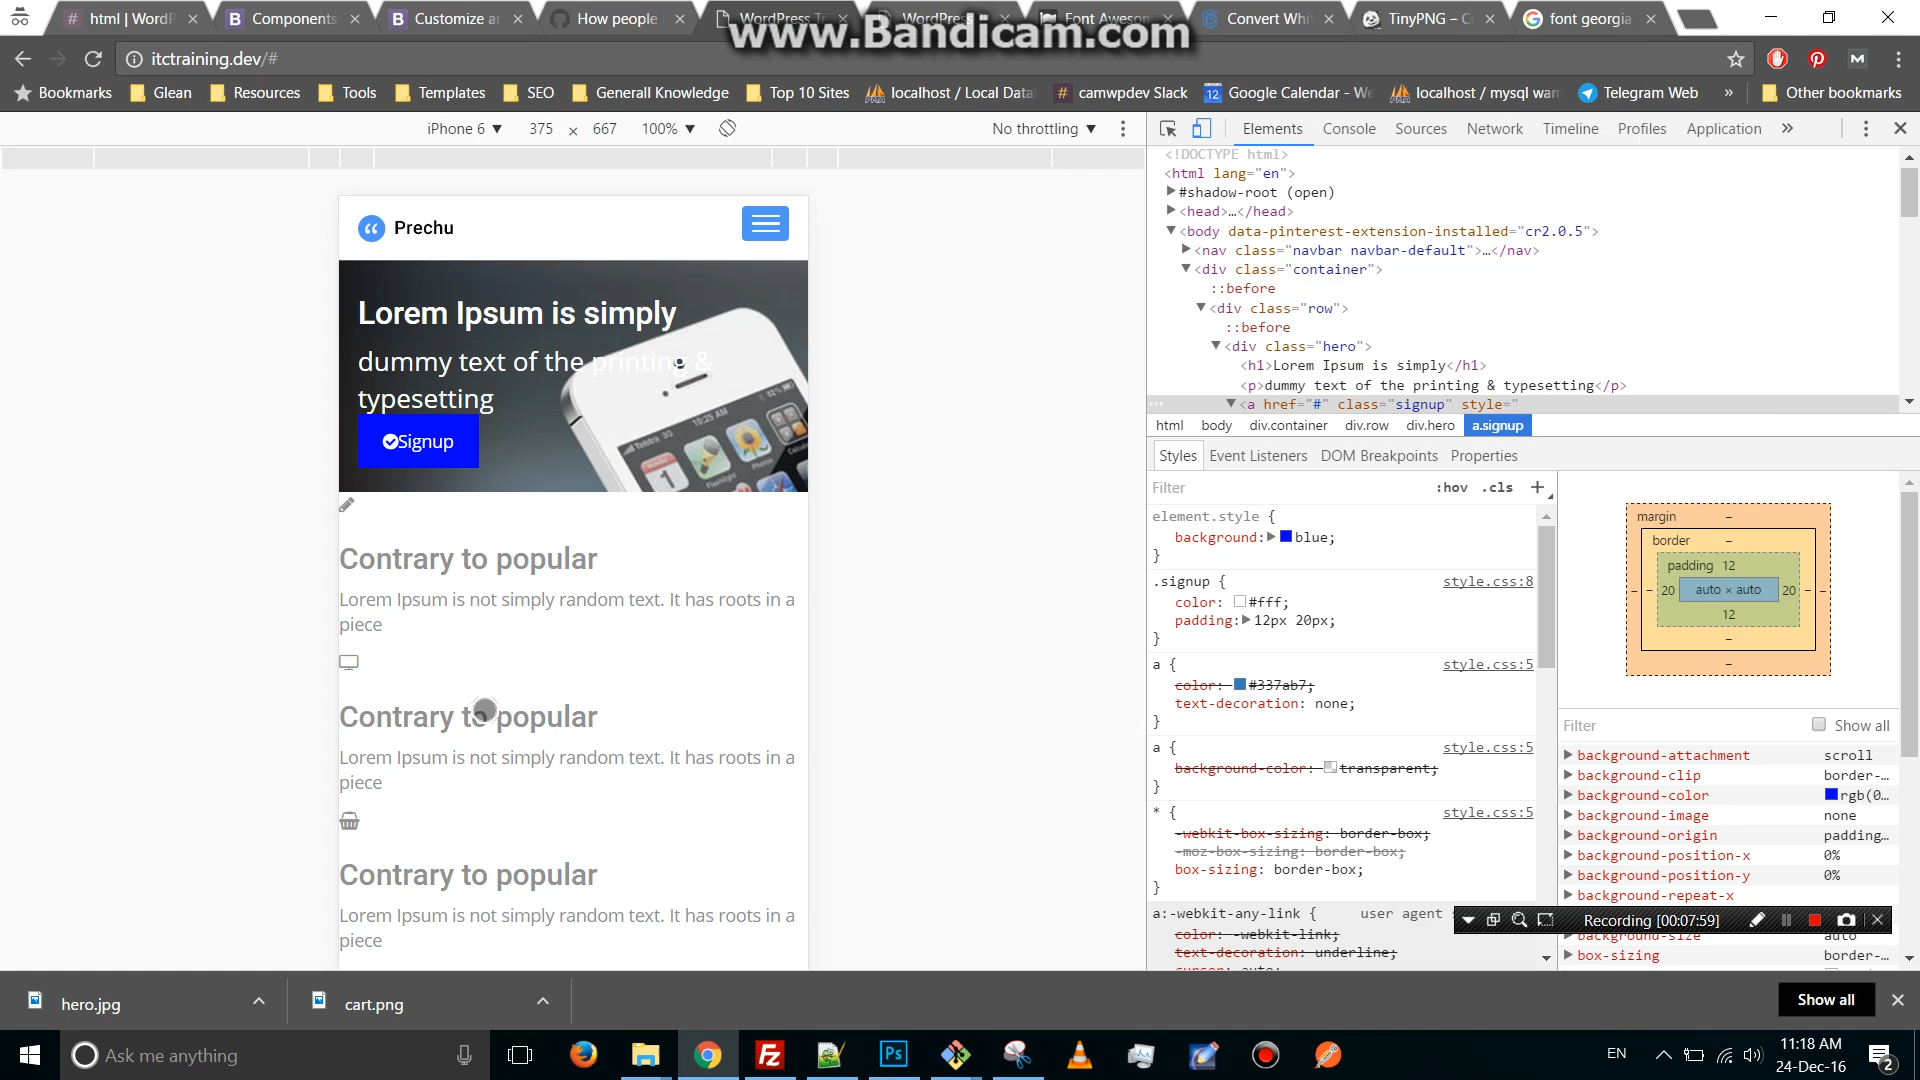 html | WordP
Components
Customize a
How people
WordPress T
WordPress
Font Aweson
Convert Whi
TinyPNG – C
font georgia
www.Bandicam.com
itctraining.dev/#
Bookmarks
Glean
Resources
Tools
Templates
SEO
Generall Knowledge
Top 10 Sites
localhost / Local Data
camwpdev Slack
Google Calendar - We
localhost / mysql wam
Telegram Web
»
Other bookmarks
iPhone 6 ▼ 375 × 667 100% ▼
No throttling ▼
Elements Console Sources Network Timeline Profiles Application »
<!DOCTYPE html>
<html lang="en">
#shadow-root (open)
<head>…</head>
<body data-pinterest-extension-installed="cr2.0.5">
<nav class="navbar navbar-default">…</nav>
<div class="container">
::before
<div class="row">
::before
<div class="hero">
<h1>Lorem Ipsum is simply</h1>
<p>dummy text of the printing & typesetting</p>
<a href="#" class="signup" style="
html body div.container div.row div.hero a.signup
Prechu
Lorem Ipsum is simply
dummy text of the printing &
typesetting
Signup
Contrary to popular
Lorem Ipsum is not simply random text. It has roots in a
piece
Contrary to popular
Lorem Ipsum is not simply random text. It has roots in a
piece
Contrary to popular
Lorem Ipsum is not simply random text. It has roots in a
piece
Styles Event Listeners DOM Breakpoints Properties
Filter :hov .cls +
element.style {
background: blue;
}
.signup { style.css:8
color: #fff;
padding: 12px 20px;
}
a { style.css:5
color: #337ab7;
text-decoration: none;
}
a { style.css:5
background-color: transparent;
}
* { style.css:5
-webkit-box-sizing: border-box;
-moz-box-sizing: border-box;
box-sizing: border-box;
}
a:-webkit-any-link { user agent
color: -webkit-link;
text-decoration: underline;
cursor: auto;
margin –
border –
padding 12
– – 20 auto × auto 20 – –
12
–
–
Filter Show all
background-attachment scroll
background-clip border-…
background-color rgb(0…
background-image none
background-origin padding…
background-position-x 0%
background-position-y 0%
background-repeat-x
background-size auto
box-sizing border-…
Recording [00:07:59]
hero.jpg
cart.png
Show all
Ask me anything
EN
11:18 AM
24-Dec-16
2